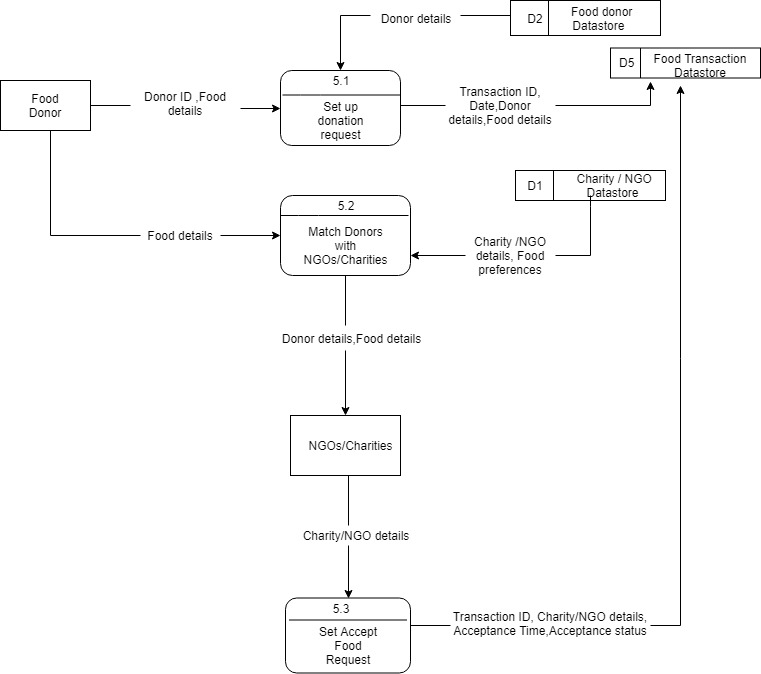 Donor details
D2
Food donor
Datastore
D5
Food Transaction
Datastore
Food
Donor
Donor ID ,Food
details
5.1
Set up
donation
request
Transaction ID,
Date,Donor
details,Food details
D1
Charity / NGO
Datastore
5.2
Match Donors
with
NGOs/Charities
Food details
Charity /NGO
details, Food
preferences
Donor details,Food details
NGOs/Charities
Charity/NGO details
5.3
Set Accept
Food
Request
Transaction ID, Charity/NGO details,
Acceptance Time,Acceptance status